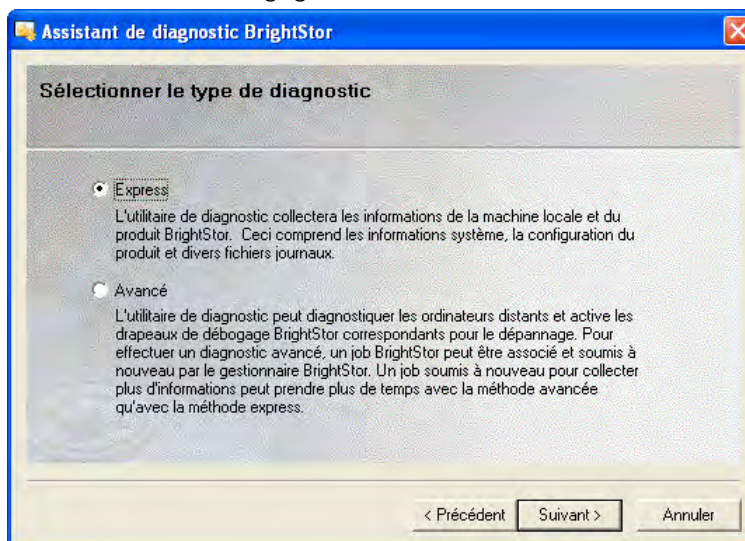 Assistant de diagnostic BrightStor
Sélectionner le type de diagnostic
Express
L'utilitaire de diagnostic collectera les informations de la machine locale et du
produit BrightStor. Ceci comprend les informations système, la configuration du
produit et divers fichiers journaux.
Avancé
L'utilitaire de diagnostic peut diagnostiquer les ordinateurs distants et active les
drapeaux de débogage BrightStor correspondants pour le dépannage. Pour
effectuer un diagnostic avancé, un job BrightStor peut être associé et soumis à
nouveau par le gestionnaire BrightStor. Un job soumis à nouveau pour collecter
plus d'informations peut prendre plus de temps avec la méthode avancée
qu'avec la méthode express.
< Précédent Suivant > Annuler